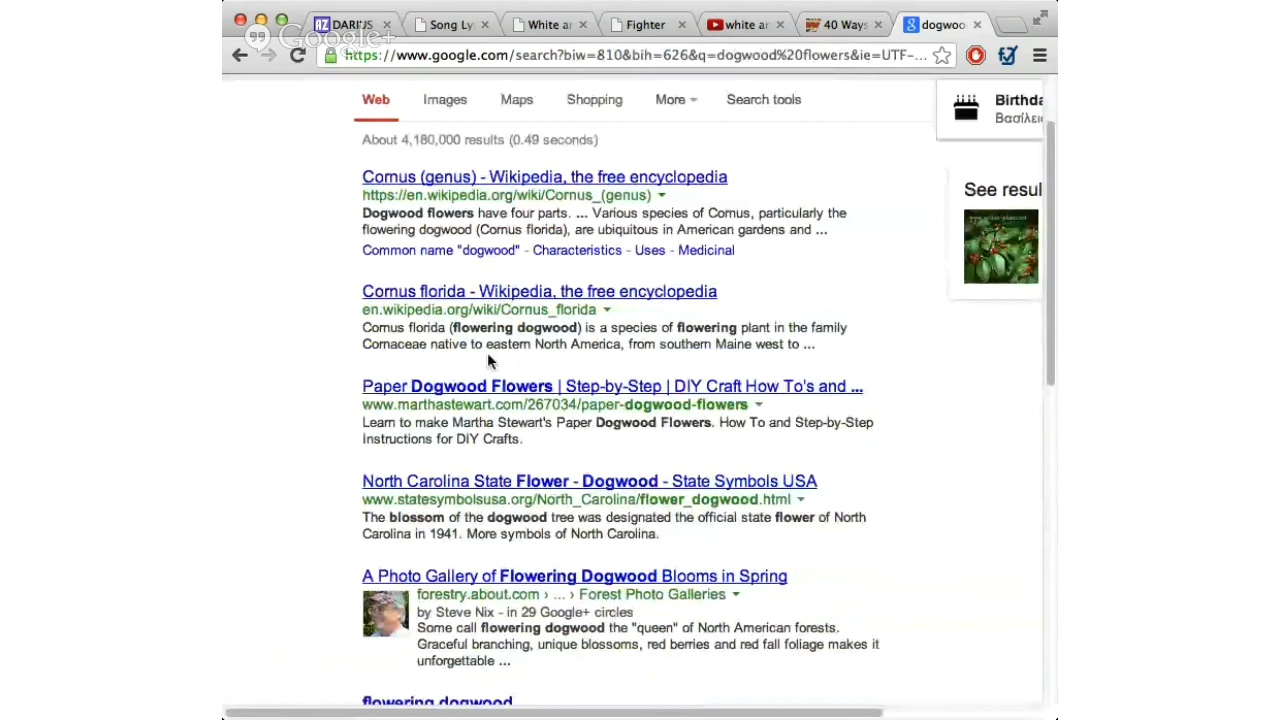 DARIUS
Song Ly
White ar
Fighter
white ar
40 Ways
dogwoo
Google+
https://www.google.com/search?biw=810&bih=626&q=dogwood%20flowers&ie=UTF-...
Web Images Maps Shopping More Search tools
Birthda
Βασίλει
About 4,180,000 results (0.49 seconds)
Cornus (genus) - Wikipedia, the free encyclopedia
https://en.wikipedia.org/wiki/Cornus_(genus)
Dogwood flowers have four parts. ... Various species of Cornus, particularly the
flowering dogwood (Cornus florida), are ubiquitous in American gardens and ...
Common name "dogwood" - Characteristics - Uses - Medicinal
See resul
Cornus florida - Wikipedia, the free encyclopedia
en.wikipedia.org/wiki/Cornus_florida
Cornus florida (flowering dogwood) is a species of flowering plant in the family
Cornaceae native to eastern North America, from southern Maine west to ...
Paper Dogwood Flowers | Step-by-Step | DIY Craft How To's and ...
www.marthastewart.com/267034/paper-dogwood-flowers
Learn to make Martha Stewart's Paper Dogwood Flowers. How To and Step-by-Step
Instructions for DIY Crafts.
North Carolina State Flower - Dogwood - State Symbols USA
www.statesymbolsusa.org/North_Carolina/flower_dogwood.html
The blossom of the dogwood tree was designated the official state flower of North
Carolina in 1941. More symbols of North Carolina.
A Photo Gallery of Flowering Dogwood Blooms in Spring
forestry.about.com › ... › Forest Photo Galleries
by Steve Nix - in 29 Google+ circles
Some call flowering dogwood the "queen" of North American forests.
Graceful branching, unique blossoms, red berries and red fall foliage makes it
unforgettable ...
flowering dogwood